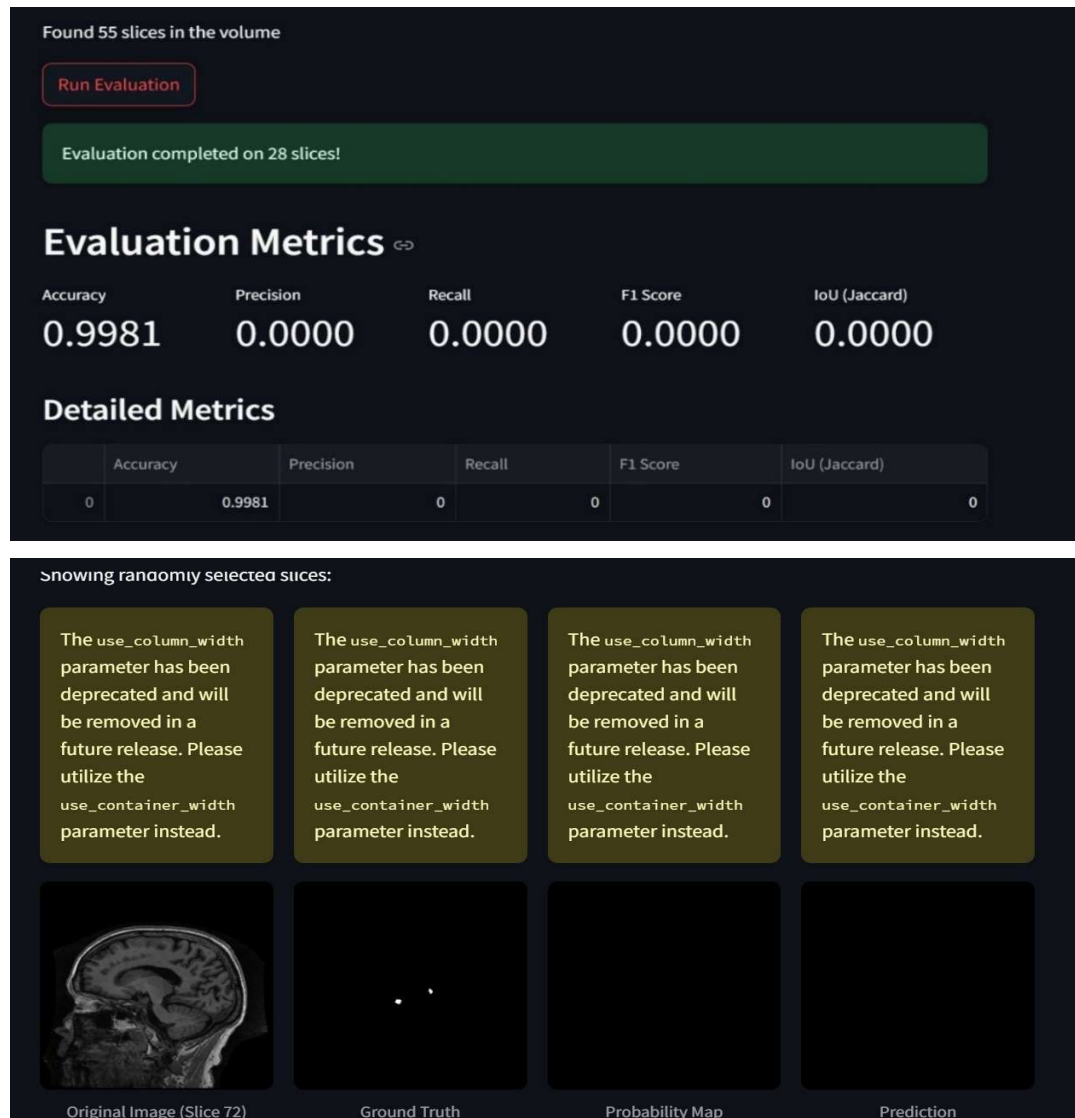 Found 55 slices in the volume
Run Evaluation
Evaluation completed on 28 slices!
Evaluation Metrics
Accuracy Precision Recall F1 Score IoU (Jaccard)
0.9981 0.0000 0.0000 0.0000 0.0000
Detailed Metrics
Accuracy Precision Recall F1 Score IoU (Jaccard)
0 0.9981 0 0 0 0
Showing randomly selected slices:
The use_column_width
parameter has been
deprecated and will
be removed in a
future release. Please
utilize the
use_container_width
parameter instead.
The use_column_width
parameter has been
deprecated and will
be removed in a
future release. Please
utilize the
use_container_width
parameter instead.
The use_column_width
parameter has been
deprecated and will
be removed in a
future release. Please
utilize the
use_container_width
parameter instead.
The use_column_width
parameter has been
deprecated and will
be removed in a
future release. Please
utilize the
use_container_width
parameter instead.
Original Image (Slice 72) Ground Truth Probability Map Prediction